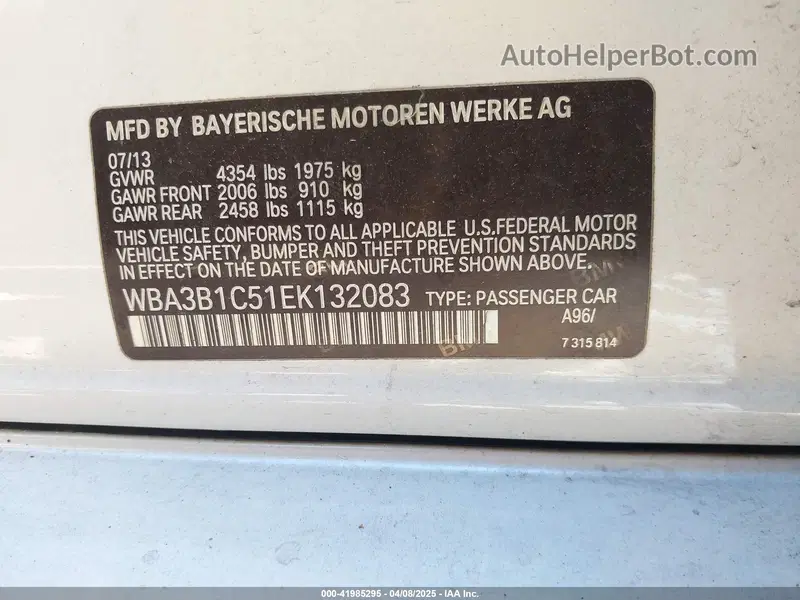 AutoHelperBot.com
MFD BY BAYERISCHE MOTOREN WERKE AG
07/13
GVWR 4354 lbs 1975 kg
GAWR FRONT 2006 lbs 910 kg
GAWR REAR 2458 lbs 1115 kg
THIS VEHICLE CONFORMS TO ALL APPLICABLE U.S.FEDERAL MOTOR
VEHICLE SAFETY, BUMPER AND THEFT PREVENTION STANDARDS
IN EFFECT ON THE DATE OF MANUFACTURE SHOWN ABOVE.
WBA3B1C51EK132083 TYPE: PASSENGER CAR
A96/
7 315 814
000-41985295 - 04/08/2025 - IAA Inc.